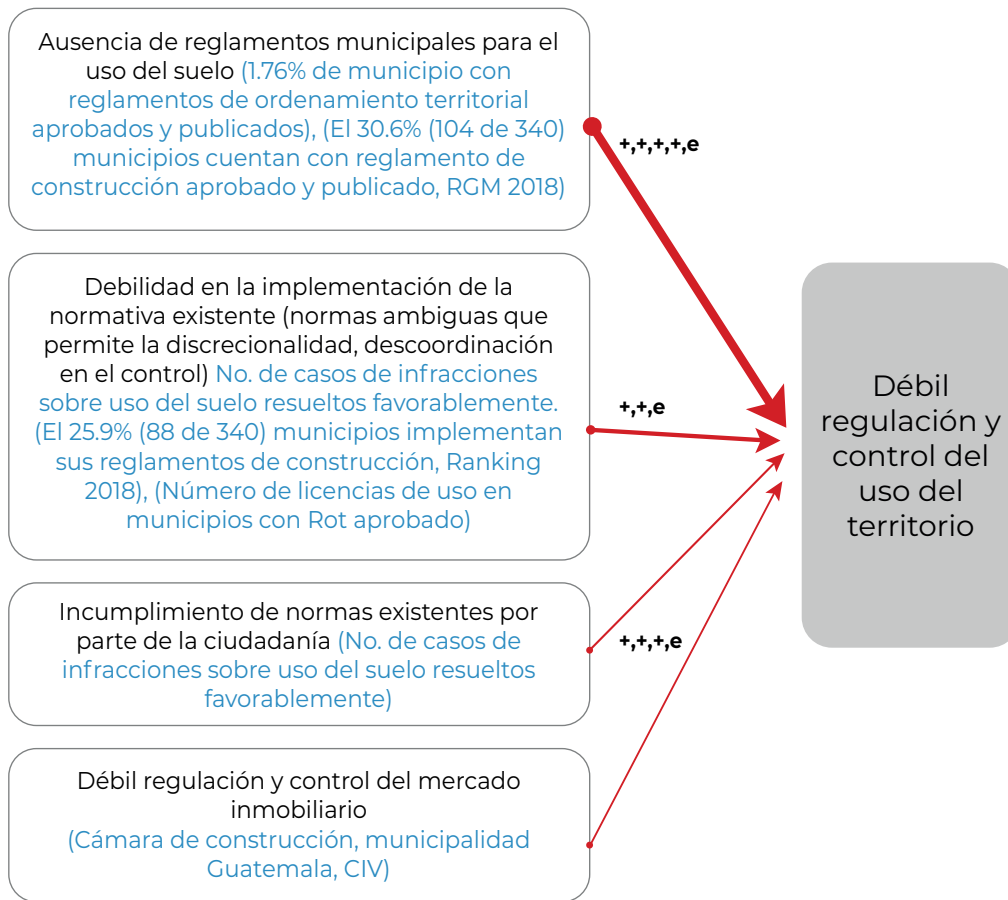 Ausencia de reglamentos municipales para el
uso del suelo (1.76% de municipio con
reglamentos de ordenamiento territorial
aprobados y publicados), (El 30.6% (104 de 340)
municipios cuentan con reglamento de
construcción aprobado y publicado, RGM 2018)
+,+,+,+,e
Debilidad en la implementación de la
normativa existente (normas ambiguas que
permite la discrecionalidad, descoordinación
en el control) No. de casos de infracciones
sobre uso del suelo resueltos favorablemente.
(El 25.9% (88 de 340) municipios implementan
sus reglamentos de construcción, Ranking
2018), (Número de licencias de uso en
municipios con Rot aprobado)
+,+,e
Incumplimiento de normas existentes por
parte de la ciudadanía (No. de casos de
infracciones sobre uso del suelo resueltos
favorablemente)
+,+,+,e
Débil regulación y control del mercado
inmobiliario
(Cámara de construcción, municipalidad
Guatemala, CIV)
Débil
regulación y
control del
uso del
territorio